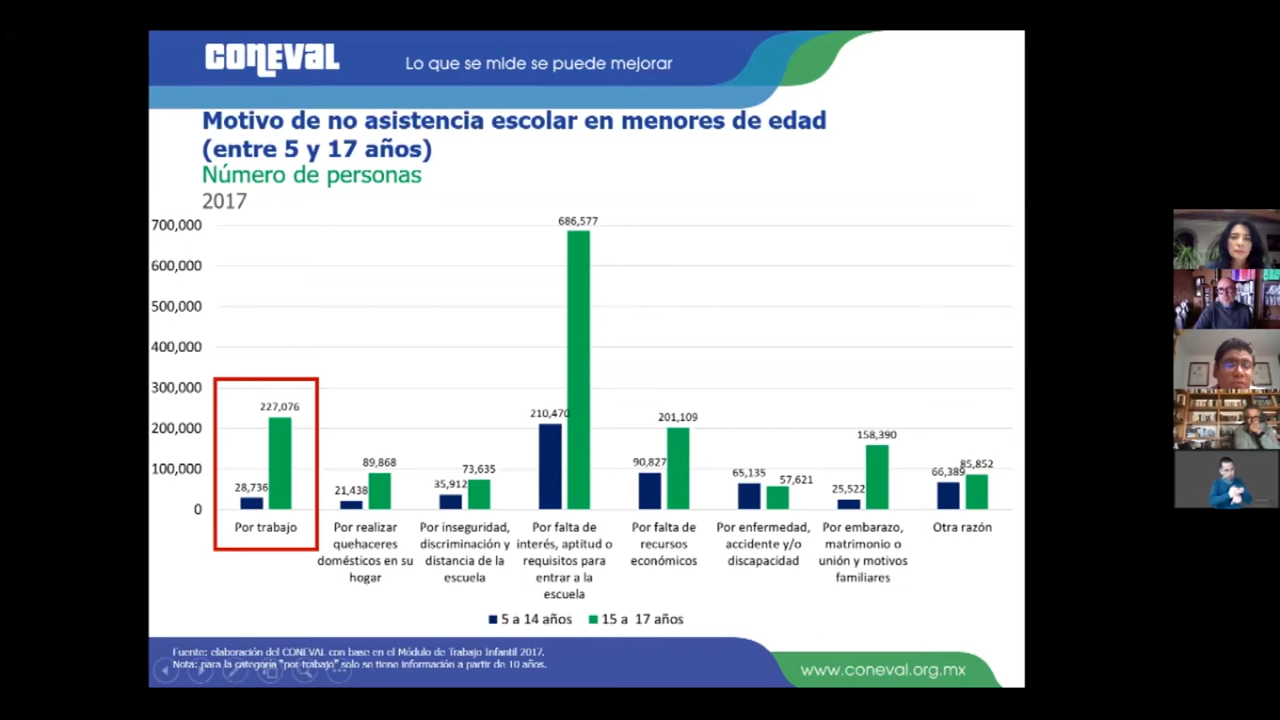 CONEVAL
Lo que se mide se puede mejorar
Motivo de no asistencia escolar en menores de edad
(entre 5 y 17 años)
Número de personas
2017
700,000
600,000
500,000
400,000
300,000
200,000
100,000
0
28,736
227,076
21,438
89,868
35,912
73,635
210,470
686,577
90,827
201,109
65,135
57,621
25,522
158,390
66,389
85,852
Por trabajo
Por realizar
quehaceres
domésticos en su
hogar
Por inseguridad,
discriminación y
distancia de la
escuela
Por falta de
interés, aptitud o
requisitos para
entrar a la
escuela
Por falta de
recursos
económicos
Por enfermedad,
accidente y/o
discapacidad
Por embarazo,
matrimonio o
unión y motivos
familiares
Otra razón
5 a 14 años
15 a 17 años
Fuente: elaboración del CONEVAL con base en el Módulo de Trabajo Infantil 2017.
Nota: para la categoría "por trabajo" solo se tiene información a partir de 10 años.
www.coneval.org.mx